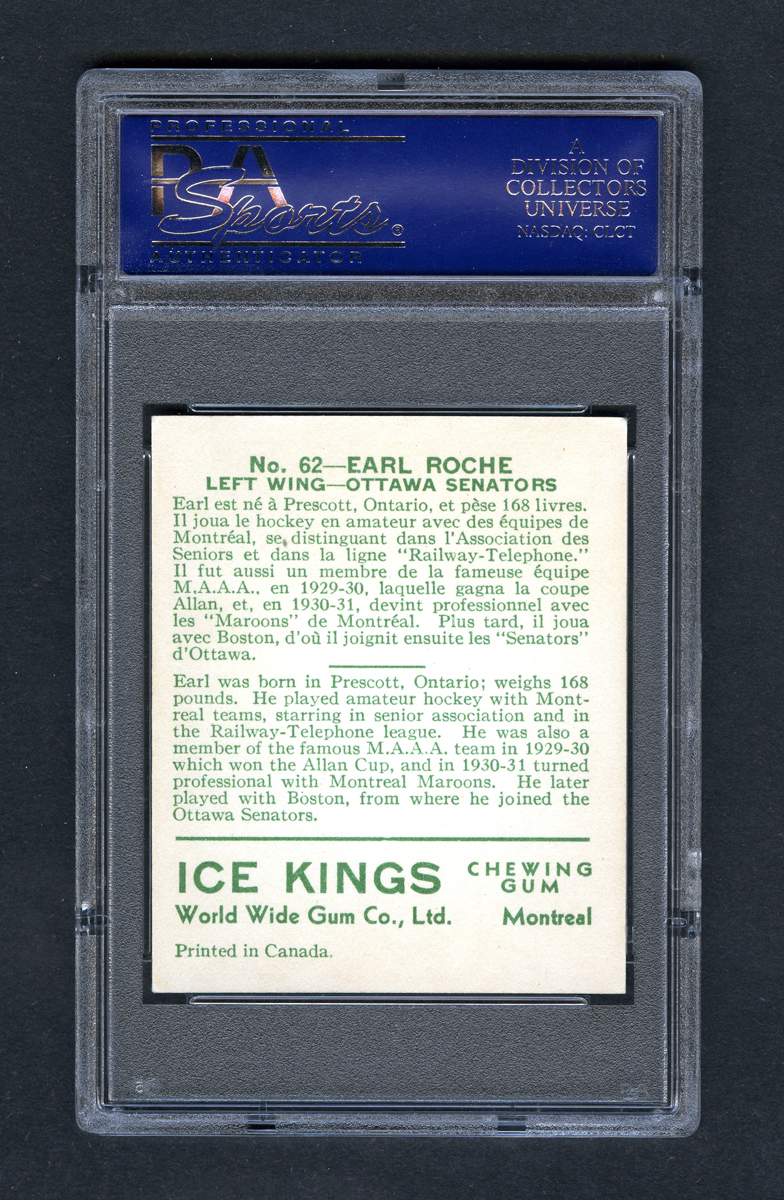 PROFESSIONAL
PSA
Sports®
AUTHENTICATOR
A
DIVISION OF
COLLECTORS
UNIVERSE
NASDAQ: CLCT
No. 62—EARL ROCHE
LEFT WING—OTTAWA SENATORS
Earl est né à Prescott, Ontario, et pèse 168 livres.
Il joua le hockey en amateur avec des équipes de
Montréal, se distinguant dans l'Association des
Seniors et dans la ligne "Railway-Telephone."
Il fut aussi un membre de la fameuse équipe
M.A.A.A., en 1929-30, laquelle gagna la coupe
Allan, et, en 1930-31, devint professionnel avec
les "Maroons" de Montréal. Plus tard, il joua
avec Boston, d'où il joignit ensuite les "Senators"
d'Ottawa.
Earl was born in Prescott, Ontario; weighs 168
pounds. He played amateur hockey with Mont-
real teams, starring in senior association and in
the Railway-Telephone league. He was also a
member of the famous M.A.A.A. team in 1929-30
which won the Allan Cup, and in 1930-31 turned
professional with Montreal Maroons. He later
played with Boston, from where he joined the
Ottawa Senators.
ICE KINGS CHEWING GUM
World Wide Gum Co., Ltd. Montreal
Printed in Canada.